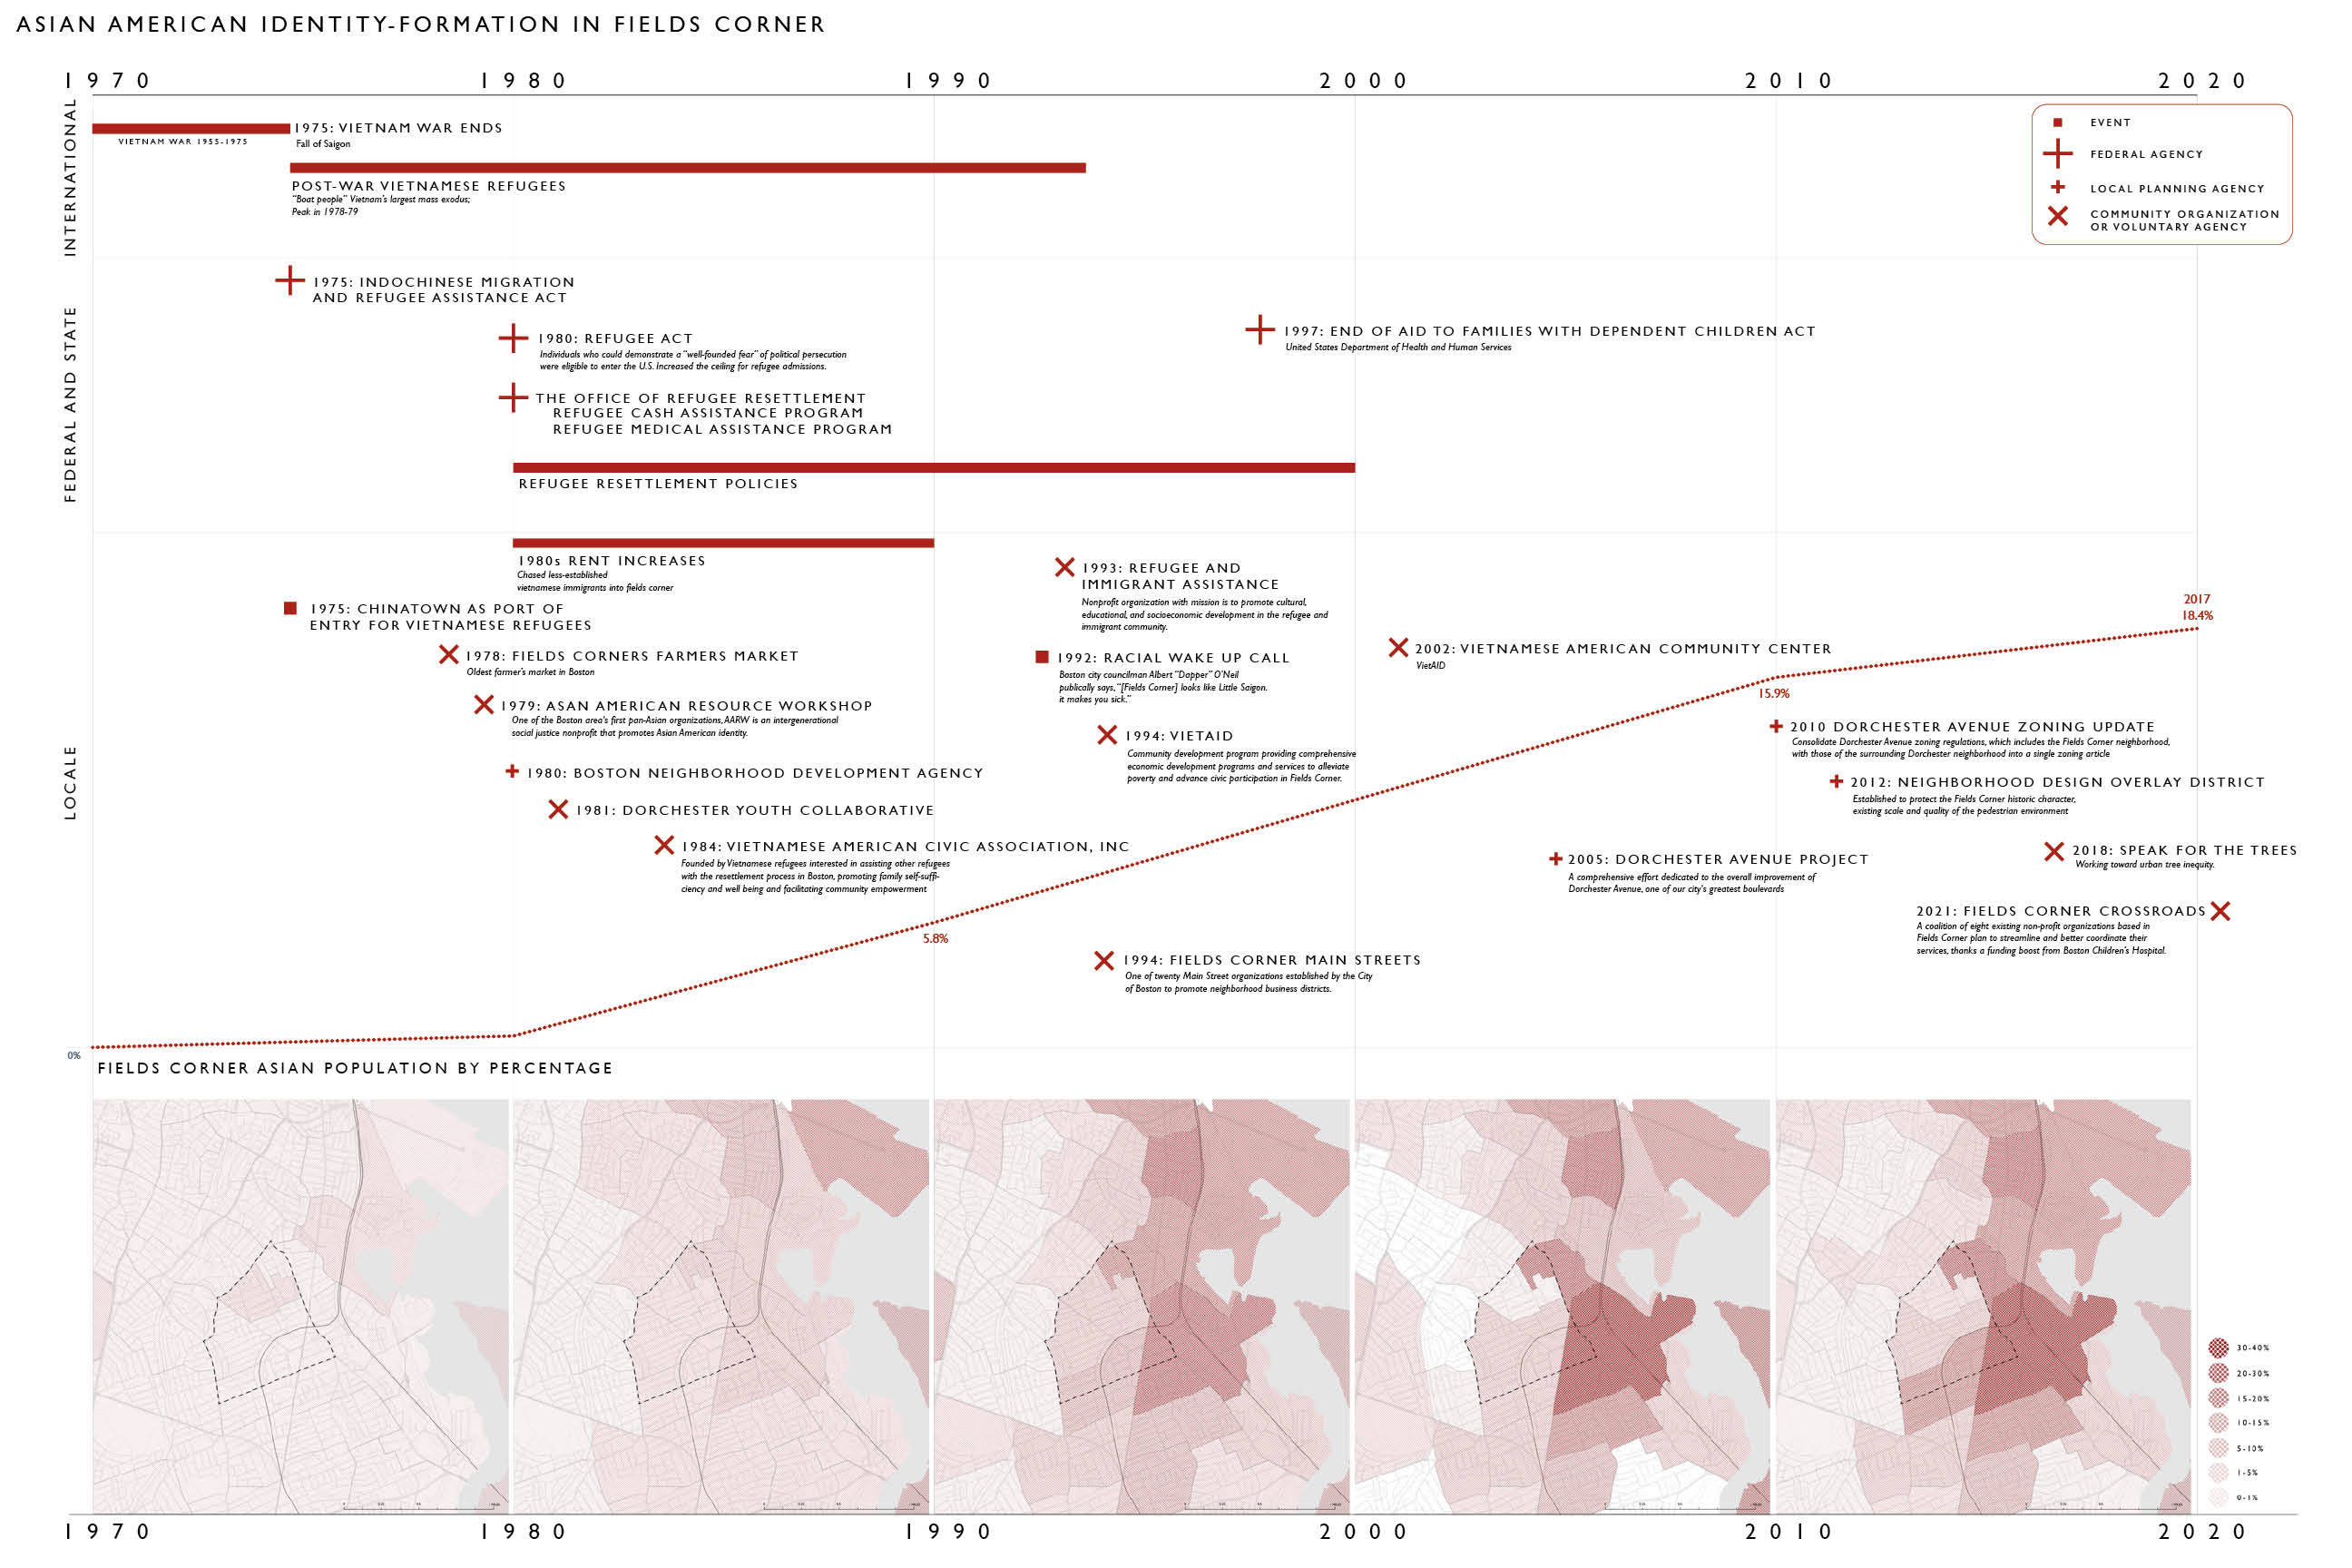 ASIAN AMERICAN IDENTITY-FORMATION IN FIELDS CORNER
1970
1980
1990
2000
2010
2020
INTERNATIONAL
VIETNAM WAR 1955-1975
1975: VIETNAM WAR ENDS
Fall of Saigon
POST-WAR VIETNAMESE REFUGEES
"Boat people" Vietnam's largest mass exodus;
Peak in 1978-79
EVENT
FEDERAL AGENCY
LOCAL PLANNING AGENCY
COMMUNITY ORGANIZATION
OR VOLUNTARY AGENCY
FEDERAL AND STATE
1975: INDOCHINESE MIGRATION
AND REFUGEE ASSISTANCE ACT
1980: REFUGEE ACT
Individuals who could demonstrate a "well-founded fear" of political persecution
were eligible to enter the U.S. Increased the ceiling for refugee admissions.
THE OFFICE OF REFUGEE RESETTLEMENT
REFUGEE CASH ASSISTANCE PROGRAM
REFUGEE MEDICAL ASSISTANCE PROGRAM
1997: END OF AID TO FAMILIES WITH DEPENDENT CHILDREN ACT
United States Department of Health and Human Services
REFUGEE RESETTLEMENT POLICIES
LOCALE
1980s RENT INCREASES
Chased less-established
vietnamese immigrants into fields corner
1975: CHINATOWN AS PORT OF
ENTRY FOR VIETNAMESE REFUGEES
1978: FIELDS CORNERS FARMERS MARKET
Oldest farmer's market in Boston
1979: ASAN AMERICAN RESOURCE WORKSHOP
One of the Boston area's first pan-Asian organizations, AARW is an intergenerational
social justice nonprofit that promotes Asian American identity.
1980: BOSTON NEIGHBORHOOD DEVELOPMENT AGENCY
1981: DORCHESTER YOUTH COLLABORATIVE
1984: VIETNAMESE AMERICAN CIVIC ASSOCIATION, INC
Founded by Vietnamese refugees interested in assisting other refugees
with the resettlement process in Boston, promoting family self-suffi-
ciency and well being and facilitating community empowerment
1993: REFUGEE AND
IMMIGRANT ASSISTANCE
Nonprofit organization with mission is to promote cultural,
educational, and socioeconomic development in the refugee and
immigrant community.
1992: RACIAL WAKE UP CALL
Boston city councilman Albert "Dapper" O'Neil
publically says, "[Fields Corner] looks like Little Saigon.
it makes you sick."
1994: VIETAID
Community development program providing comprehensive
economic development programs and services to alleviate
poverty and advance civic participation in Fields Corner.
1994: FIELDS CORNER MAIN STREETS
One of twenty Main Street organizations established by the City
of Boston to promote neighborhood business districts.
2002: VIETNAMESE AMERICAN COMMUNITY CENTER
VietAID
2005: DORCHESTER AVENUE PROJECT
A comprehensive effort dedicated to the overall improvement of
Dorchester Avenue, one of our city's greatest boulevards
2010 DORCHESTER AVENUE ZONING UPDATE
Consolidate Dorchester Avenue zoning regulations, which includes the Fields Corner neighborhood,
with those of the surrounding Dorchester neighborhood into a single zoning article
2012: NEIGHBORHOOD DESIGN OVERLAY DISTRICT
Established to protect the Fields Corner historic character,
existing scale and quality of the pedestrian environment
2018: SPEAK FOR THE TREES
Working toward urban tree inequity.
2021: FIELDS CORNER CROSSROADS
A coalition of eight existing non-profit organizations based in
Fields Corner plan to streamline and better coordinate their
services, thanks a funding boost from Boston Children's Hospital.
0%
5.8%
15.9%
2017
18.4%
FIELDS CORNER ASIAN POPULATION BY PERCENTAGE
30-40%
20-30%
15-20%
10-15%
5-10%
1-5%
0-1%
1970
1980
1990
2000
2010
2020